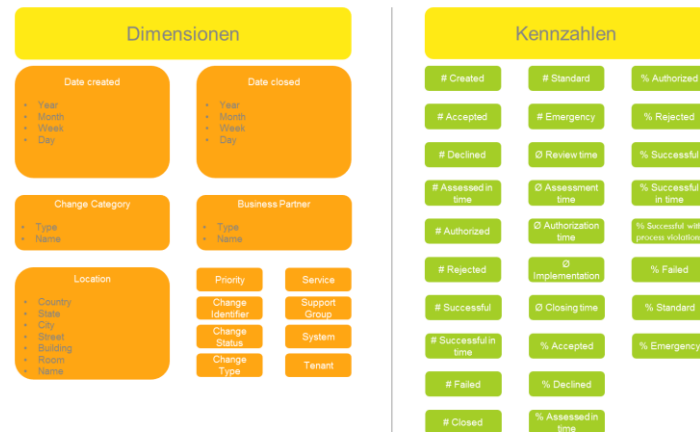 Dimensionen
Date created
• Year
• Month
• Week
• Day
Date closed
• Year
• Month
• Week
• Day
Change Category
• Type
• Name
Business Partner
• Type
• Name
Location
• Country
• State
• City
• Street
• Building
• Room
• Name
Priority
Service
Change
Identifier
Support
Group
Change
Status
System
Change
Type
Tenant
Kennzahlen
# Created
# Standard
% Authorized
# Accepted
# Emergency
% Rejected
# Declined
Ø Review time
% Successful
# Assessed in
time
Ø Assessment
time
% Successful
in time
# Authorized
Ø Authorization
time
% Successful with
process violations
# Rejected
Ø
Implementation
% Failed
# Successful
Ø Closing time
% Standard
# Successful in
time
% Accepted
% Emergency
# Failed
% Declined
# Closed
% Assessed in
time